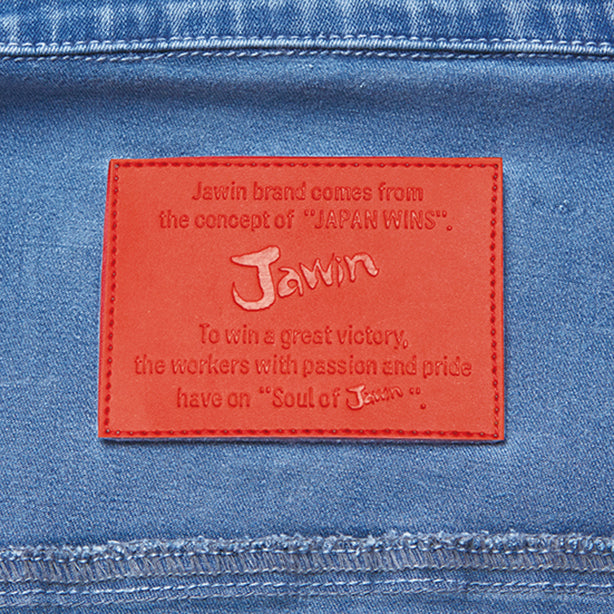 Jawin brand comes from
the concept of "JAPAN WINS".
Jawin
To win a great victory,
the workers with passion and pride
have on "Soul of Jawin".